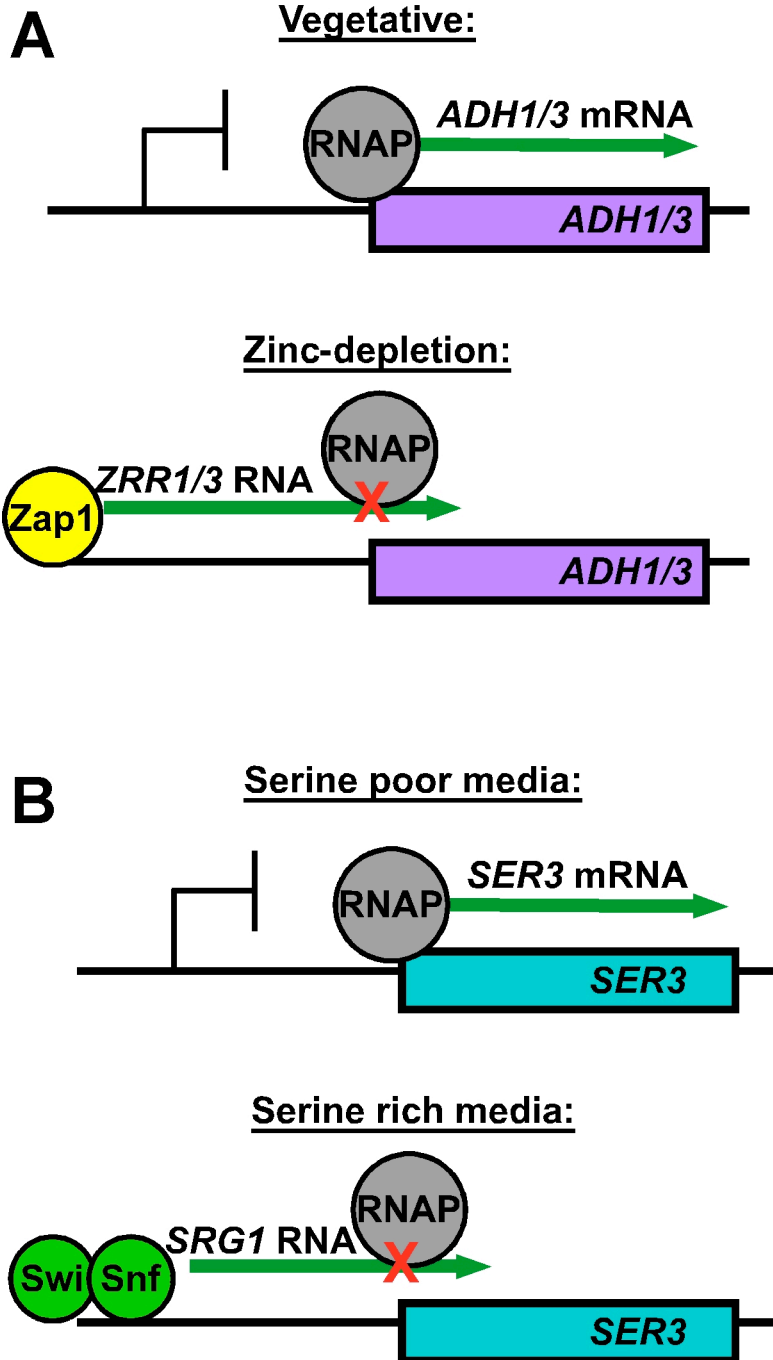 A
Vegetative:
RNAP
ADH1/3 mRNA
ADH1/3
Zinc-depletion:
RNAP
X
ZRR1/3 RNA
Zap1
ADH1/3
B
Serine poor media:
RNAP
SER3 mRNA
SER3
Serine rich media:
RNAP
X
SRG1 RNA
Swi Snf
SER3